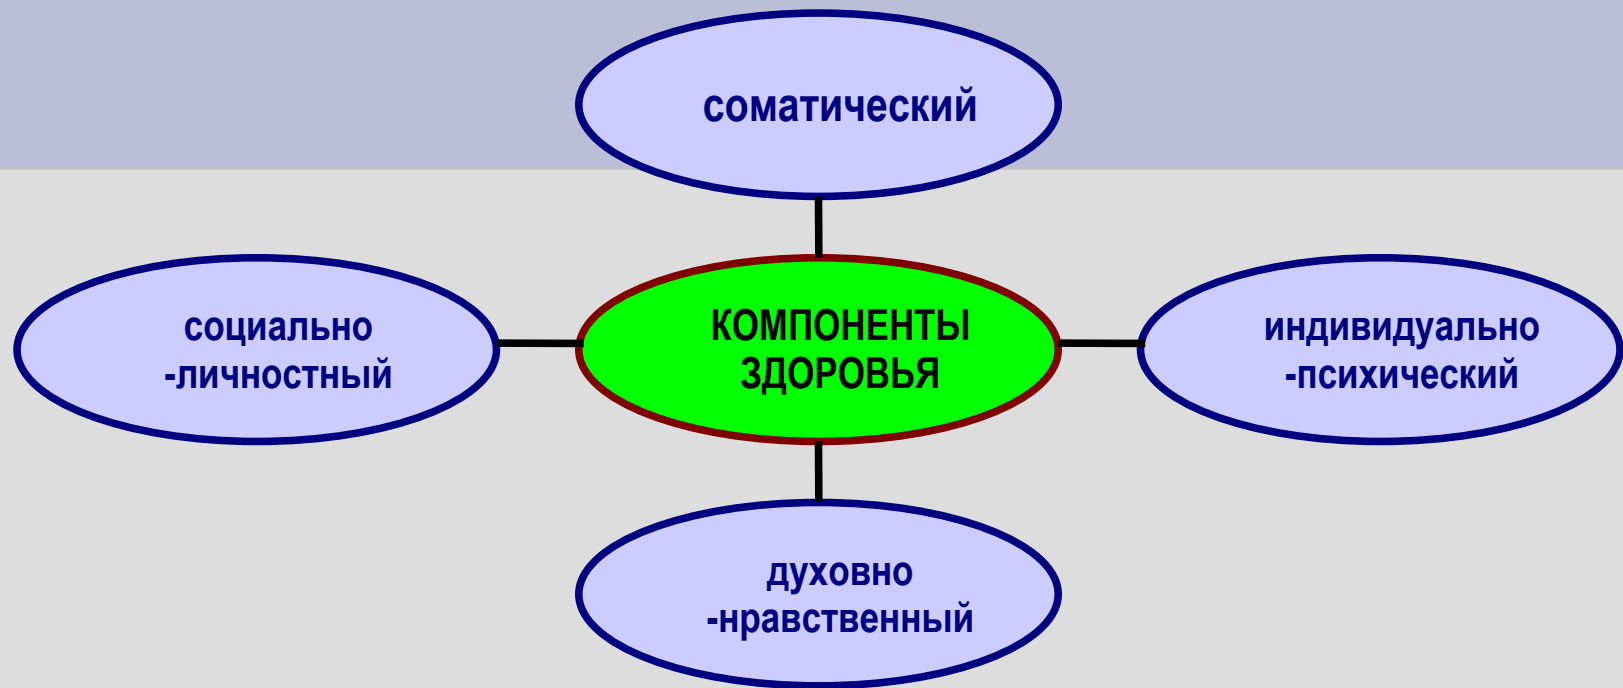 соматический
социально
-личностный
КОМПОНЕНТЫ
ЗДОРОВЬЯ
индивидуально
-психический
духовно
-нравственный